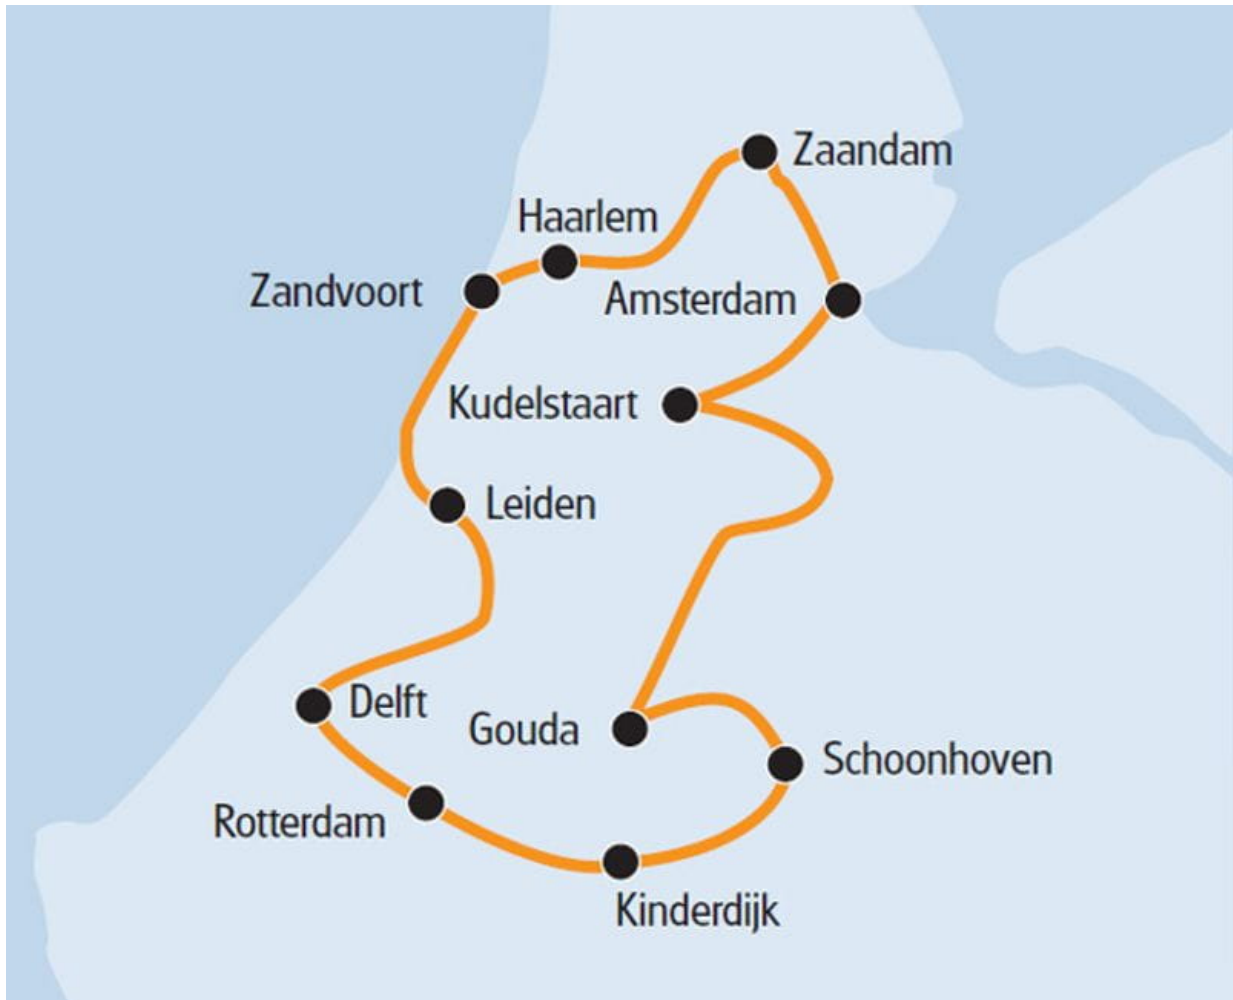 Zaandam
Haarlem
Zandvoort
Amsterdam
Kudelstaart
Leiden
Delft
Gouda
Schoonhoven
Rotterdam
Kinderdijk